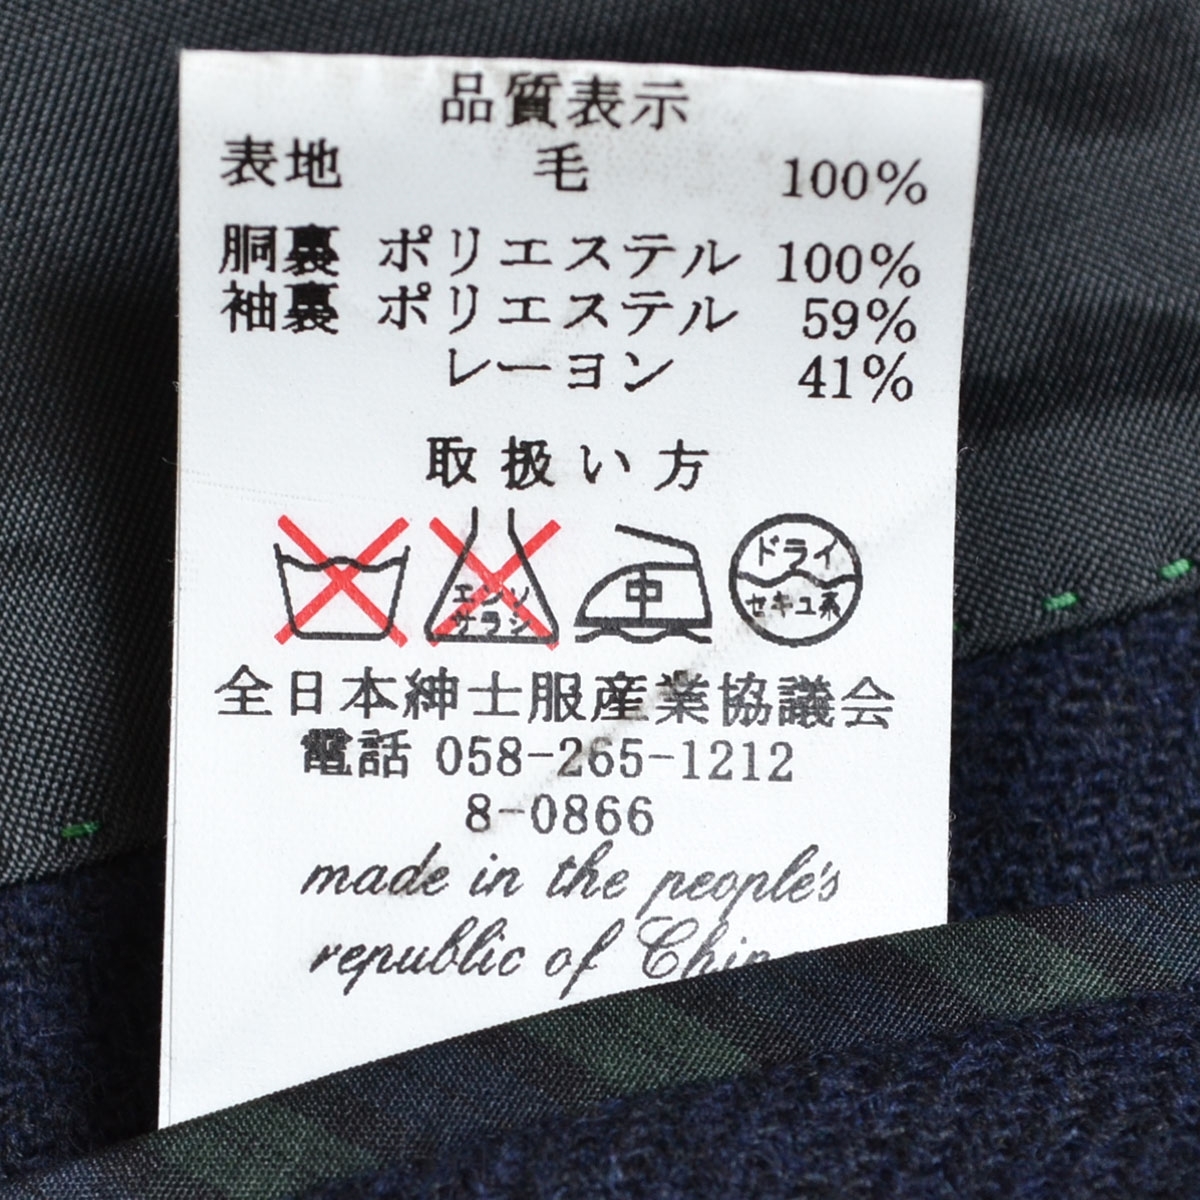 品質表示
表地 毛 100%
胴裏 ポリエステル 100%
袖裏 ポリエステル 59%
レーヨン 41%
取扱い方
エンソ
サラシ
中
ドライ
セキユ系
全日本紳士服産業協議会
電話 058-265-1212
8-0866
made in the people's
republic of